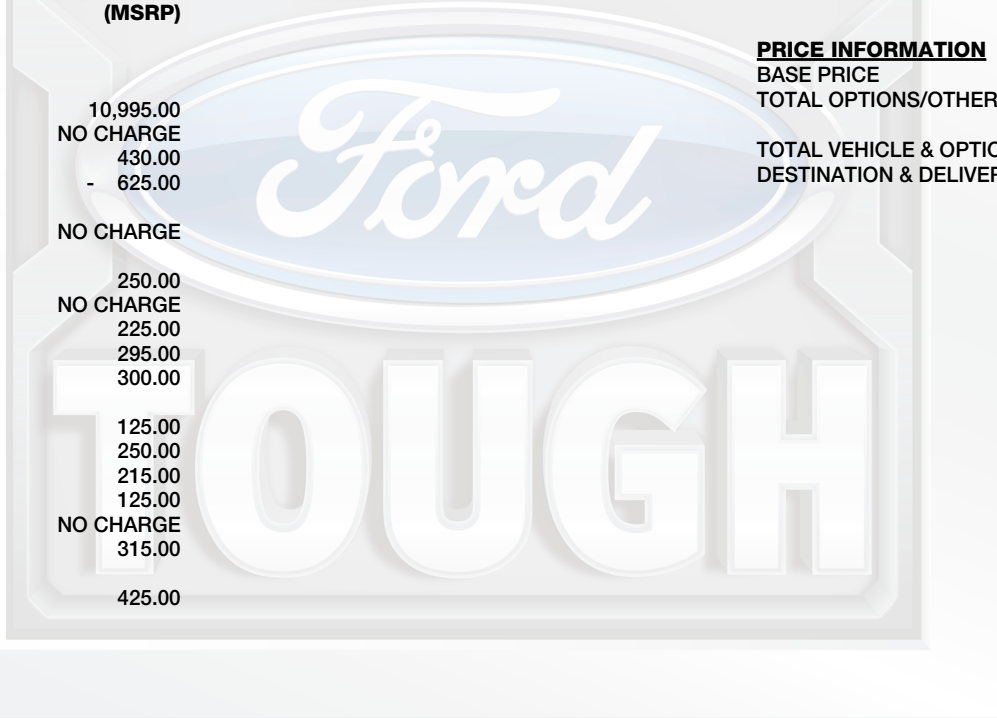 (MSRP)
10,995.00
NO CHARGE
430.00
- 625.00
NO CHARGE
250.00
NO CHARGE
225.00
295.00
300.00
125.00
250.00
215.00
125.00
NO CHARGE
315.00
425.00
PRICE INFORMATION
BASE PRICE
TOTAL OPTIONS/OTHER
TOTAL VEHICLE & OPTIO
DESTINATION & DELIVER
Ford
TOUGH